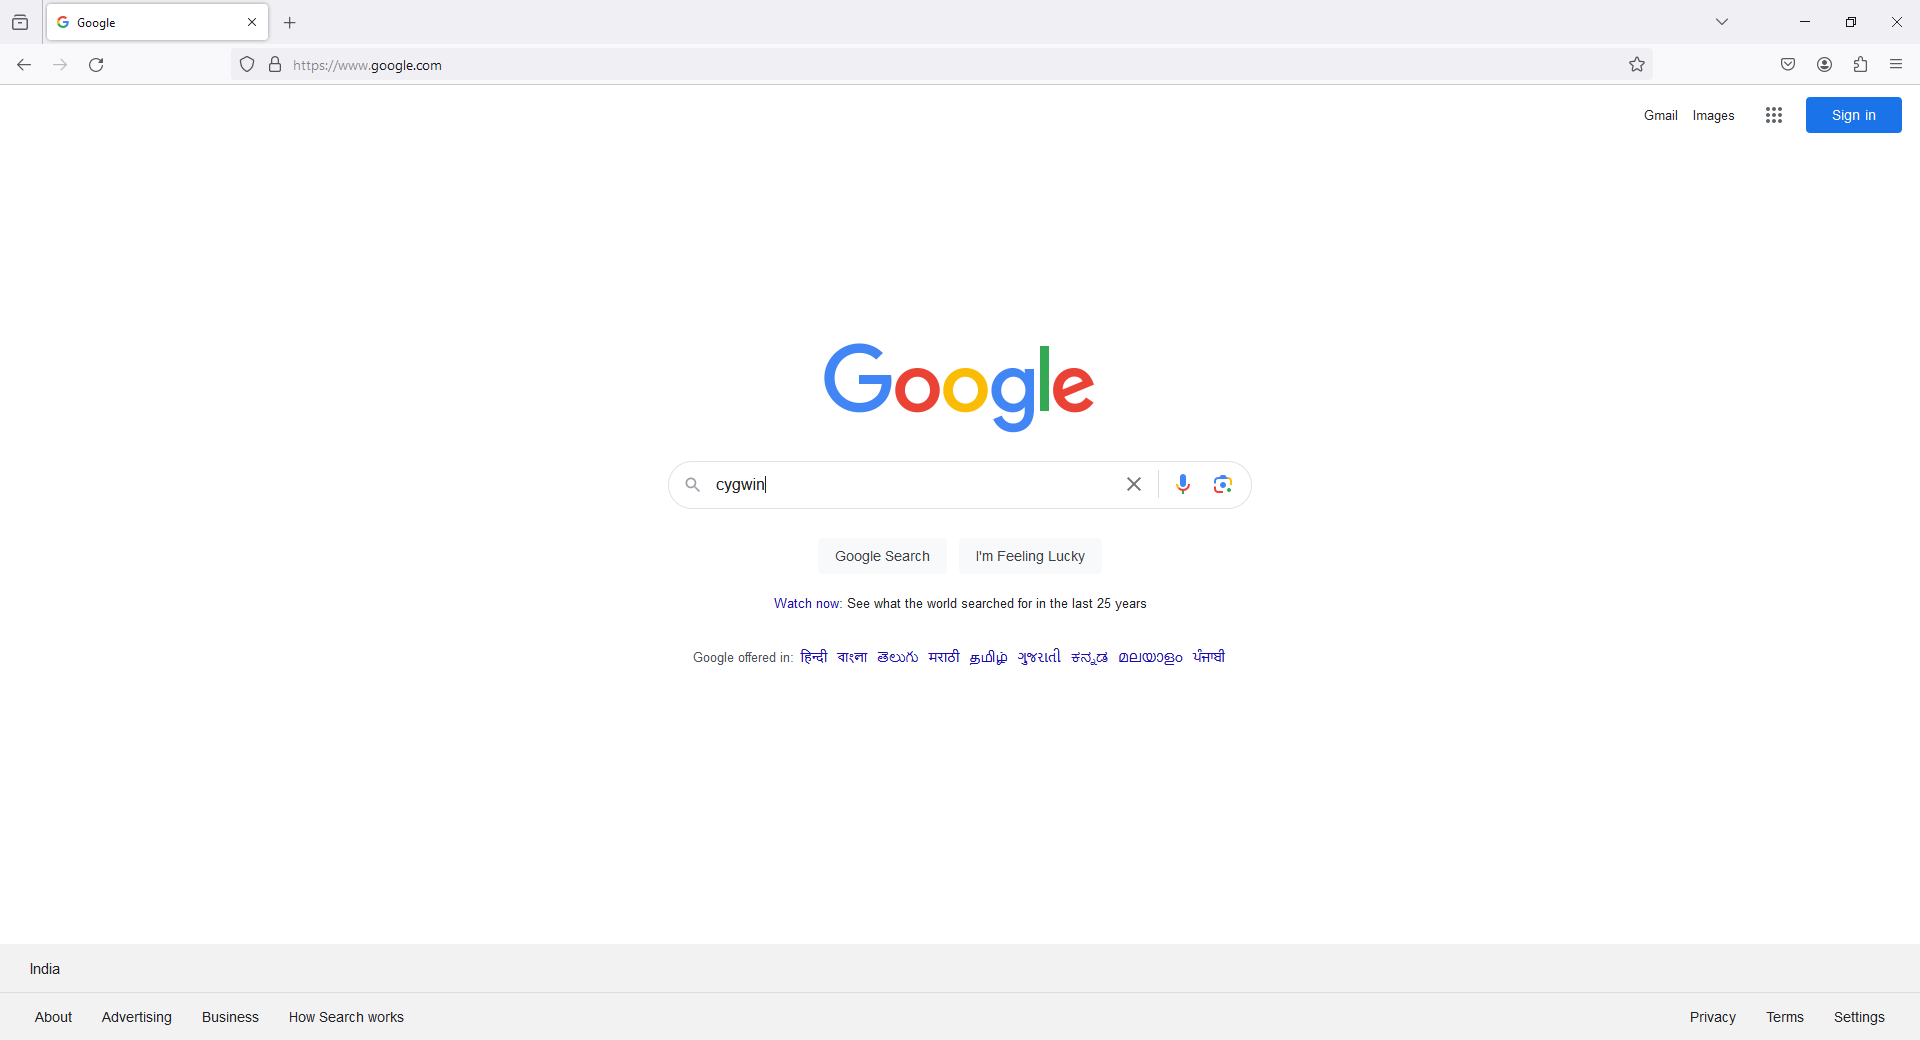 Google
https://www.google.com
Gmail Images Sign in
Google
cygwin
Google Search I'm Feeling Lucky
Watch now: See what the world searched for in the last 25 years
Google offered in: हिन्दी বাংলা తెలుగు मराठी தமிழ் ગુજરાતી ಕನ್ನಡ മലയാളം ਪੰਜਾਬੀ
India
About Advertising Business How Search works Privacy Terms Settings